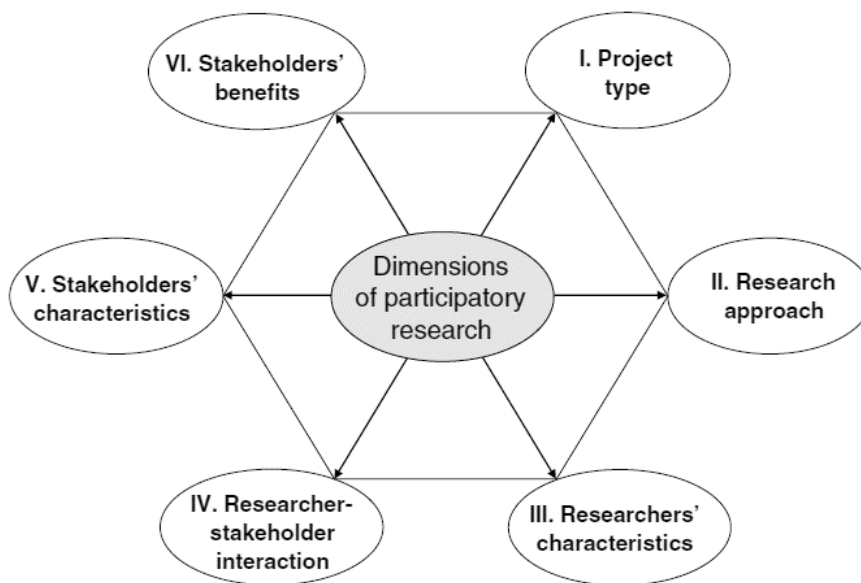 VI. Stakeholders'
benefits
I. Project
type
V. Stakeholders'
characteristics
Dimensions
of participatory
research
II. Research
approach
IV. Researcher-
stakeholder
interaction
III. Researchers'
characteristics